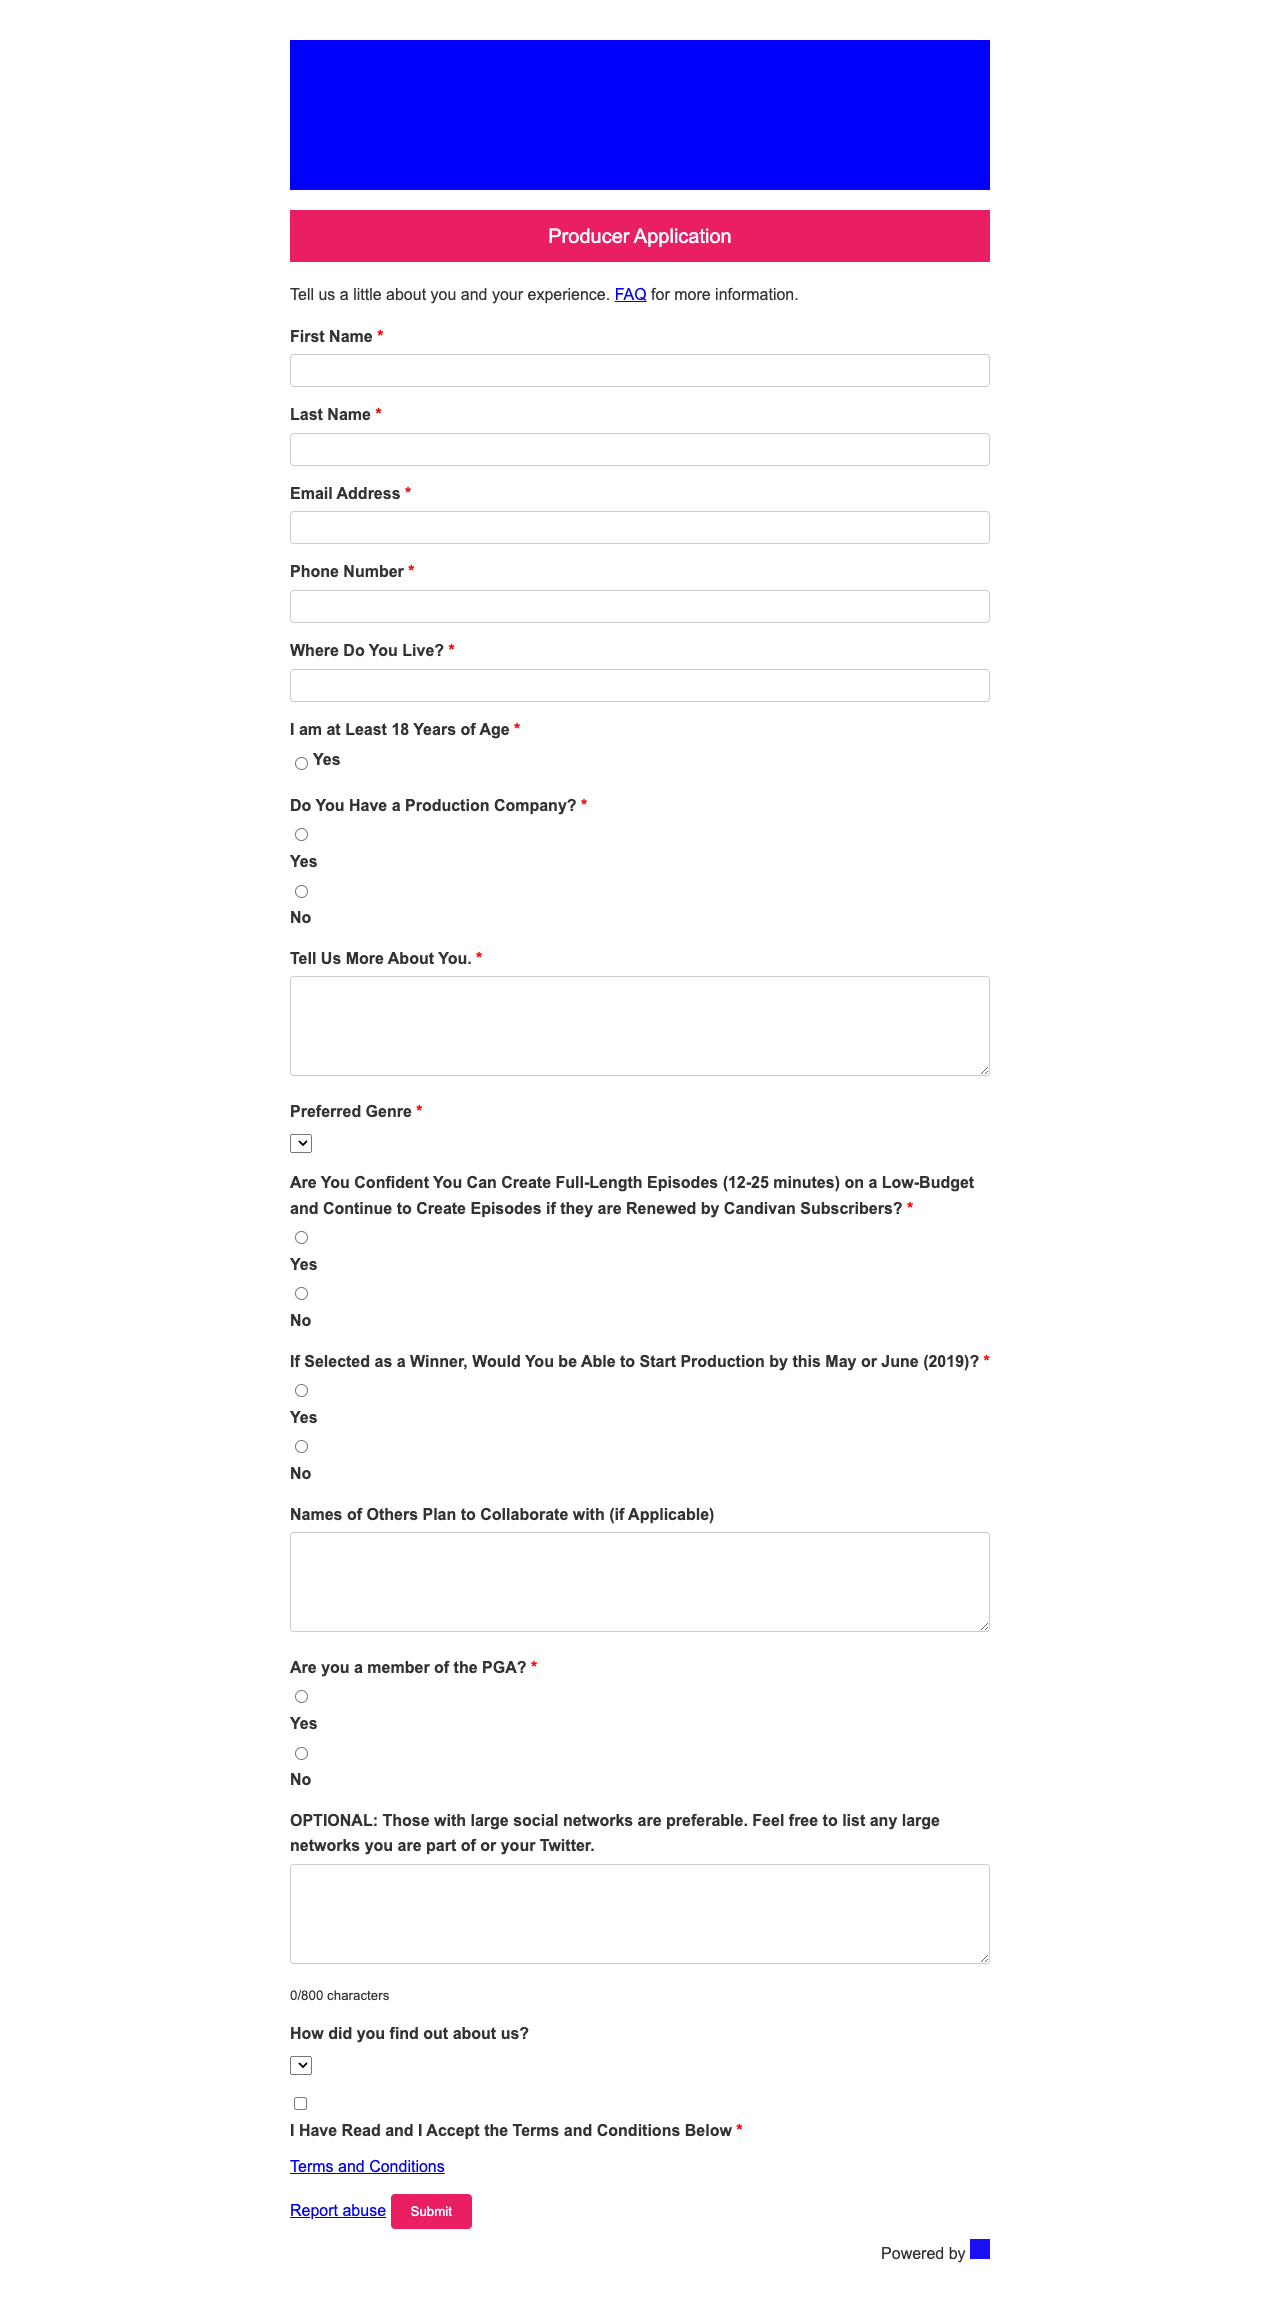 Producer Application
Tell us a little about you and your experience. FAQ for more information.
First Name *
Last Name *
Email Address *
Phone Number *
Where Do You Live? *
I am at Least 18 Years of Age *
Yes
Do You Have a Production Company? *
Yes
No
Tell Us More About You. *
Preferred Genre *
Are You Confident You Can Create Full-Length Episodes (12-25 minutes) on a Low-Budget
and Continue to Create Episodes if they are Renewed by Candivan Subscribers? *
Yes
No
If Selected as a Winner, Would You be Able to Start Production by this May or June (2019)? *
Yes
No
Names of Others Plan to Collaborate with (if Applicable)
Are you a member of the PGA? *
Yes
No
OPTIONAL: Those with large social networks are preferable. Feel free to list any large
networks you are part of or your Twitter.
0/800 characters
How did you find out about us?
I Have Read and I Accept the Terms and Conditions Below *
Terms and Conditions
Report abuse Submit
Powered by